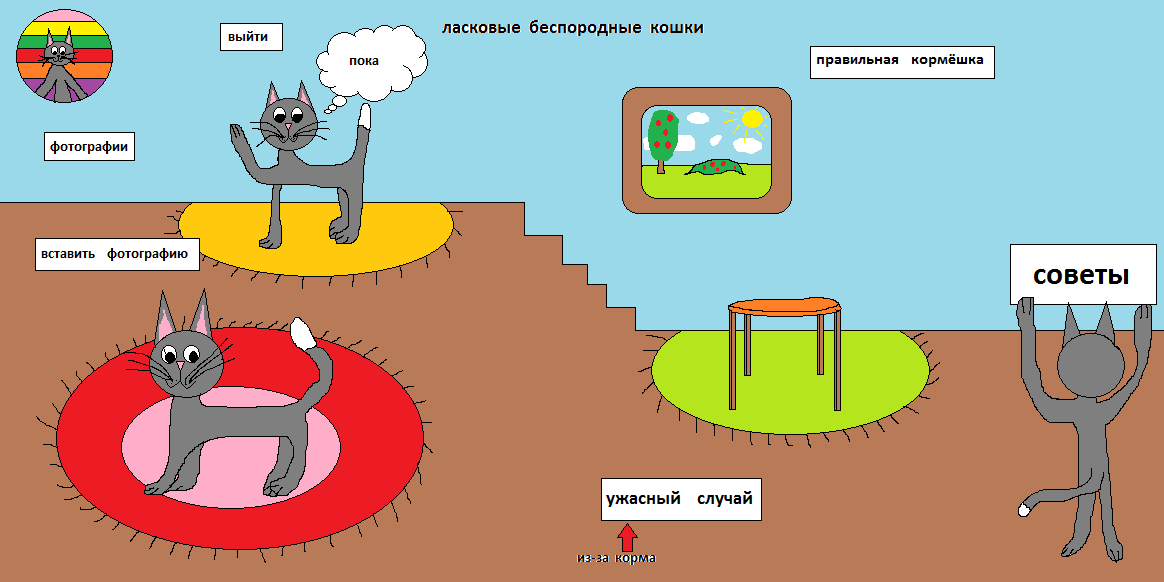 ласковые беспородные кошки
выйти
пока
правильная кормёшка
фотографии
вставить фотографию
советы
ужасный случай
из-за корма